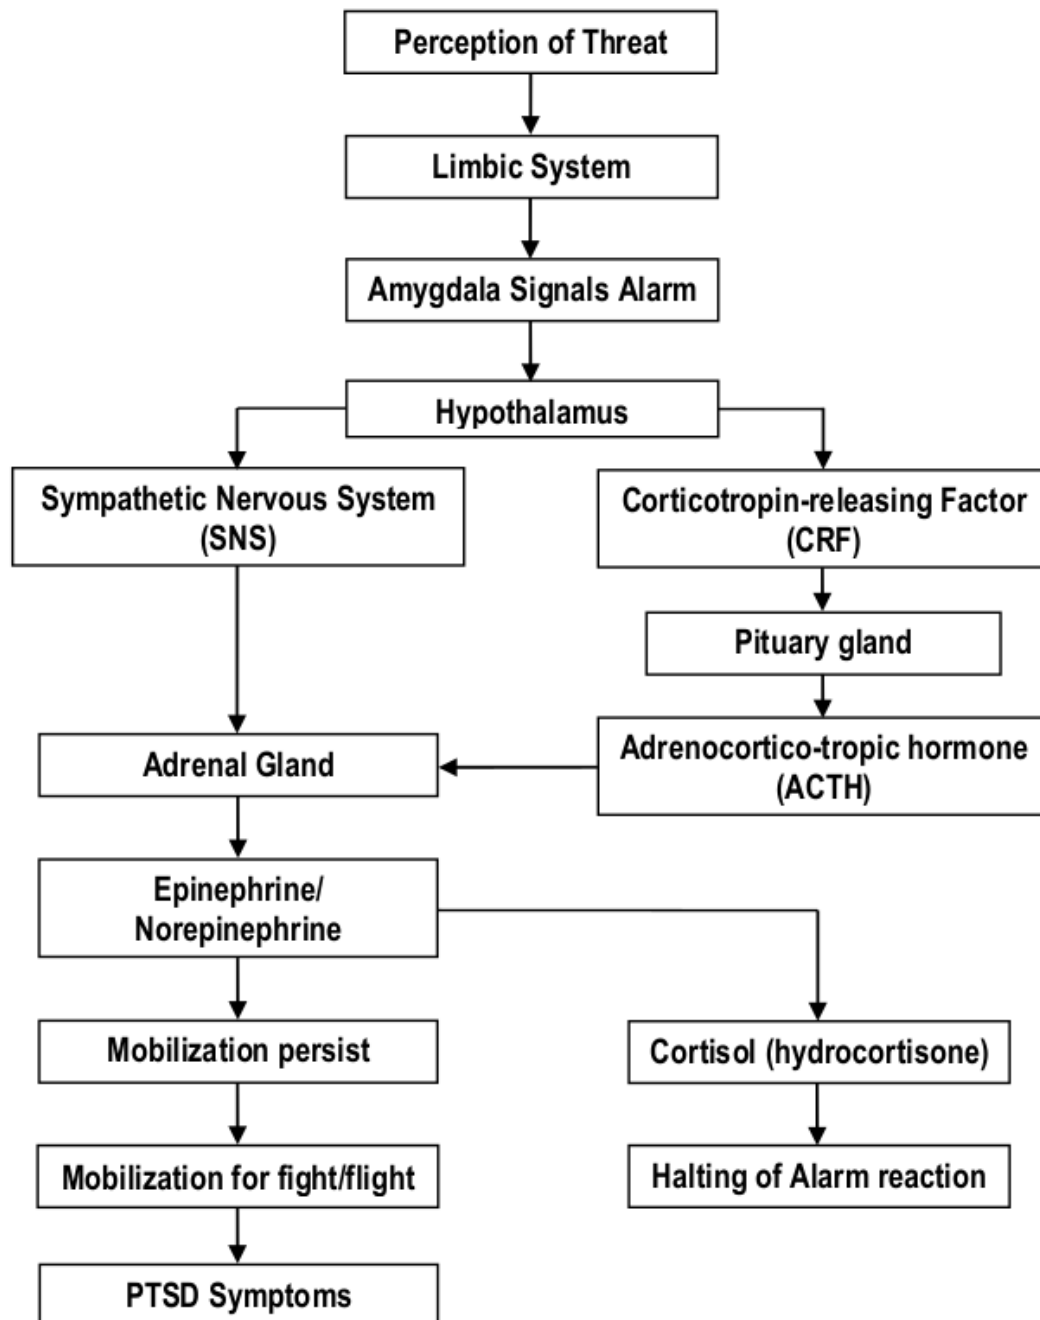 Perception of Threat
Limbic System
Amygdala Signals Alarm
Hypothalamus
Sympathetic Nervous System
(SNS)
Corticotropin-releasing Factor
(CRF)
Pituary gland
Adrenocortico-tropic hormone
(ACTH)
Adrenal Gland
Epinephrine/
Norepinephrine
Mobilization persist
Cortisol (hydrocortisone)
Mobilization for fight/flight
Halting of Alarm reaction
PTSD Symptoms